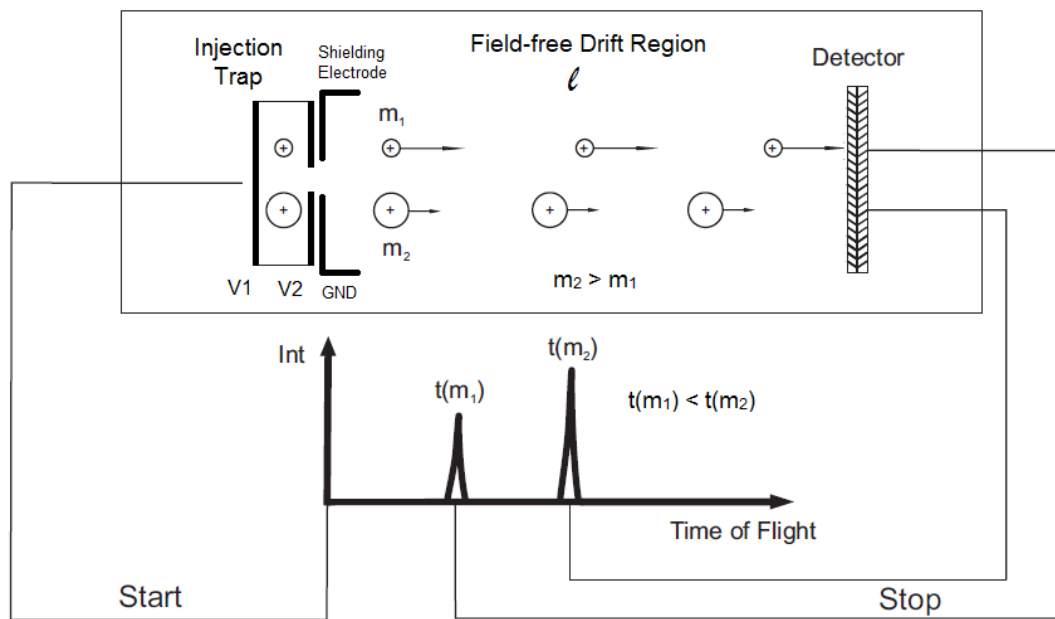 Injection
Trap
Shielding
Electrode
Field-free Drift Region
ℓ
Detector
m₁
m₂
V1 V2 GND
m₂ > m₁
Int
t(m₁)
t(m₂)
t(m₁) < t(m₂)
Time of Flight
Start
Stop